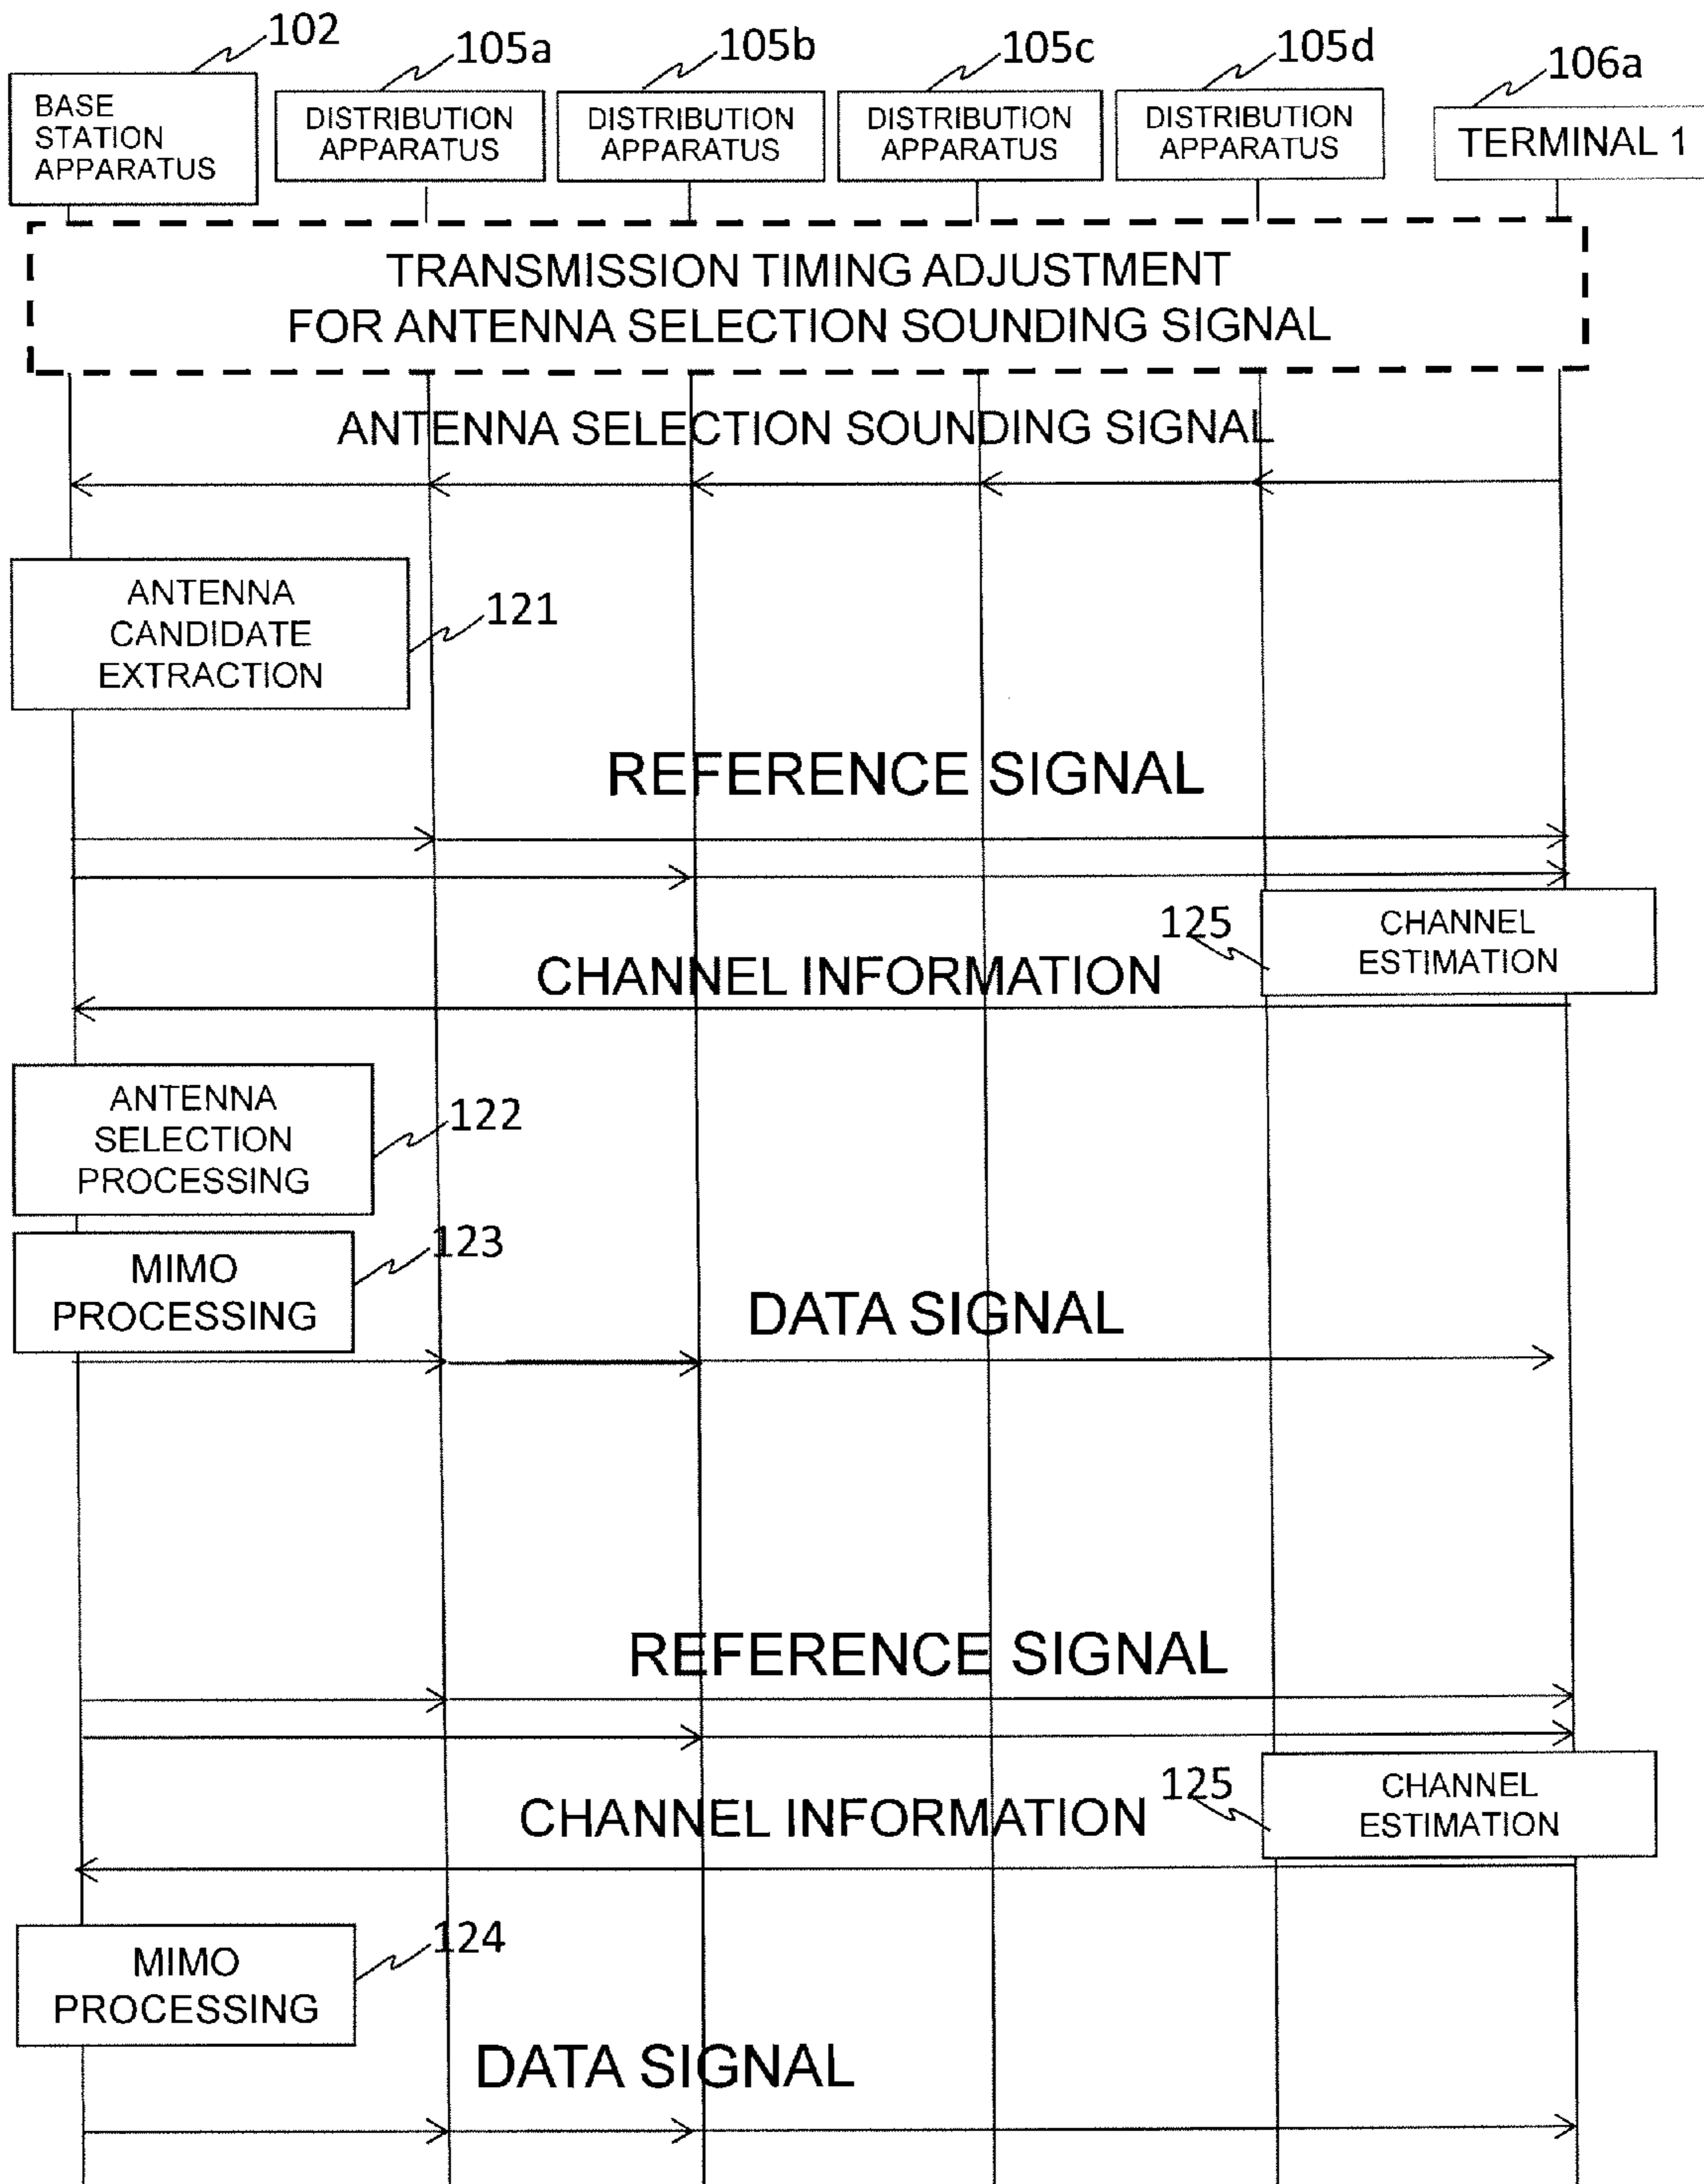 102
105a
105b
105c
105d
106a
BASE
STATION
APPARATUS
DISTRIBUTION
APPARATUS
DISTRIBUTION
APPARATUS
DISTRIBUTION
APPARATUS
DISTRIBUTION
APPARATUS
TERMINAL 1
TRANSMISSION TIMING ADJUSTMENT
FOR ANTENNA SELECTION SOUNDING SIGNAL
ANTENNA SELECTION SOUNDING SIGNAL
ANTENNA
CANDIDATE
EXTRACTION
121
REFERENCE SIGNAL
125
CHANNEL
ESTIMATION
CHANNEL INFORMATION
ANTENNA
SELECTION
PROCESSING
122
MIMO
PROCESSING
123
DATA SIGNAL
REFERENCE SIGNAL
125
CHANNEL
ESTIMATION
CHANNEL INFORMATION
MIMO
PROCESSING
124
DATA SIGNAL